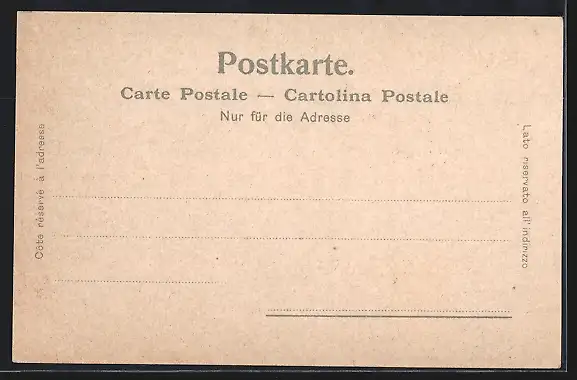 Postkarte.
Carte Postale — Cartolina Postale
Nur für die Adresse
Côté réservé à l'adresse
Lato riservato all' indirizzo